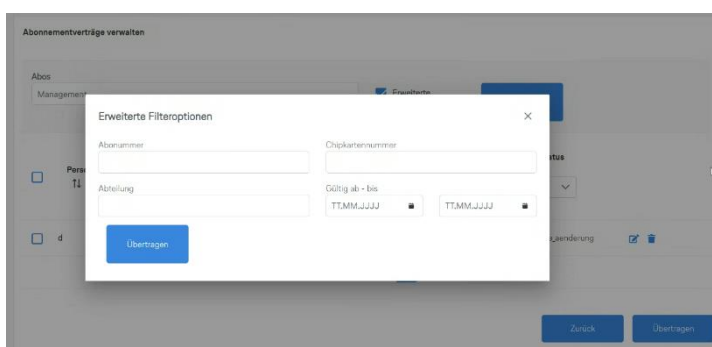 Abonnementverträge verwalten
Abos
Management
Erweiterte
Erweiterte Filteroptionen
×
Abonummer
Chipkartennummer
Abteilung
Gültig ab - bis
TT.MM.JJJJ
TT.MM.JJJJ
Übertragen
d
Zurück
Übertragen